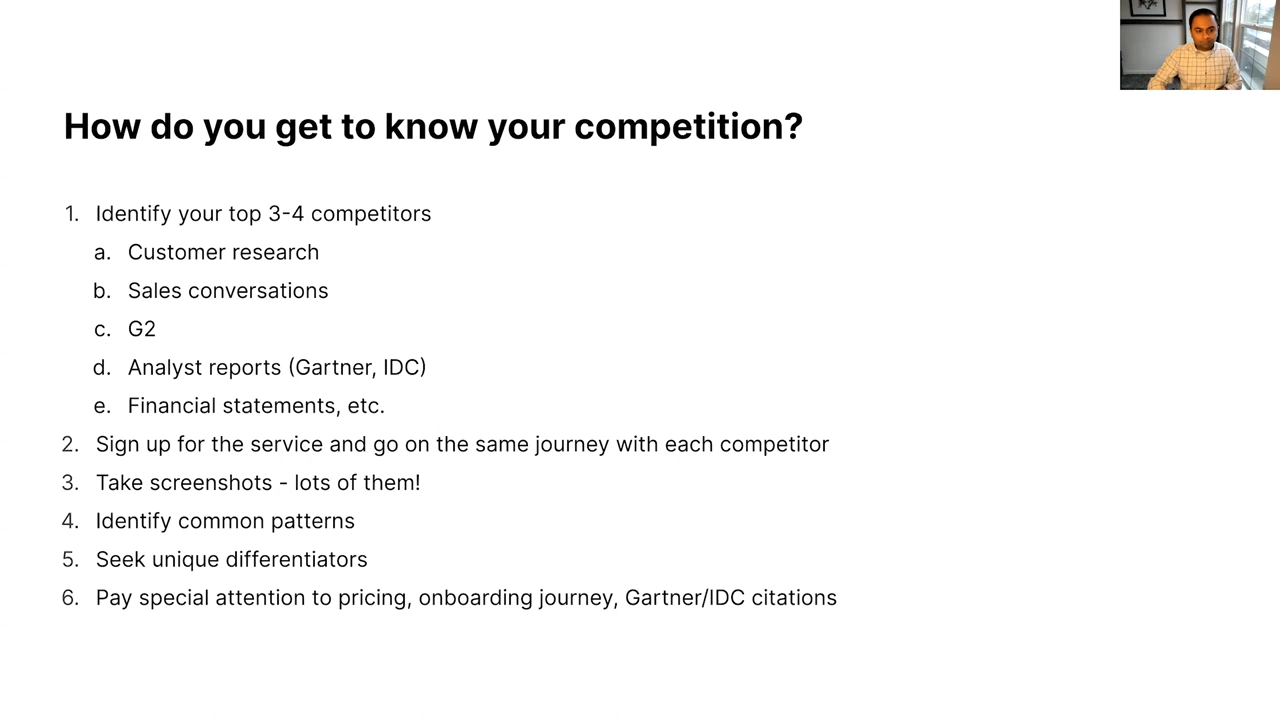 How do you get to know your competition?
1. Identify your top 3-4 competitors
a. Customer research
b. Sales conversations
c. G2
d. Analyst reports (Gartner, IDC)
e. Financial statements, etc.
2. Sign up for the service and go on the same journey with each competitor
3. Take screenshots - lots of them!
4. Identify common patterns
5. Seek unique differentiators
6. Pay special attention to pricing, onboarding journey, Gartner/IDC citations